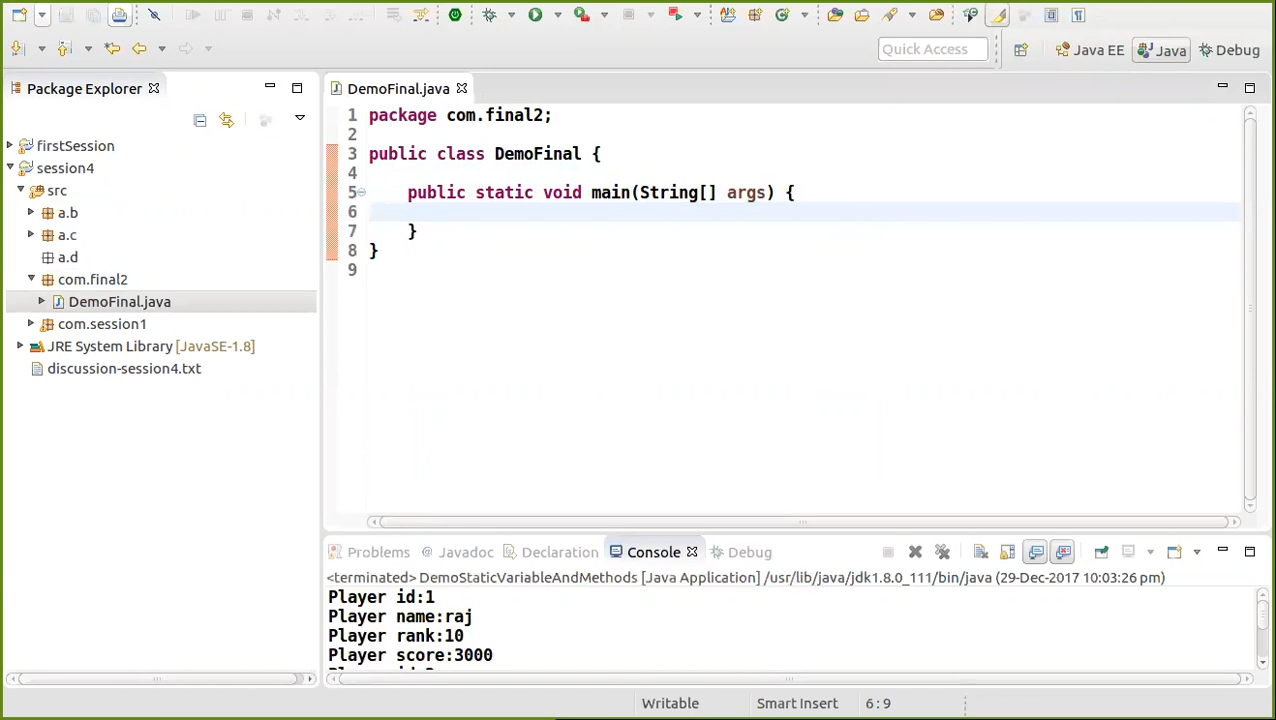 Quick Access
Java EE
Java
Debug
Package Explorer
firstSession
session4
src
a.b
a.c
a.d
com.final2
DemoFinal.java
com.session1
JRE System Library [JavaSE-1.8]
discussion-session4.txt
DemoFinal.java
1 package com.final2;
2
3 public class DemoFinal {
4
5 public static void main(String[] args) {
6
7 }
8 }
9
Problems @ Javadoc Declaration Console Debug
<terminated> DemoStaticVariableAndMethods [Java Application] /usr/lib/java/jdk1.8.0_111/bin/java (29-Dec-2017 10:03:26 pm)
Player id:1
Player name:raj
Player rank:10
Player score:3000
Writable Smart Insert 6 : 9